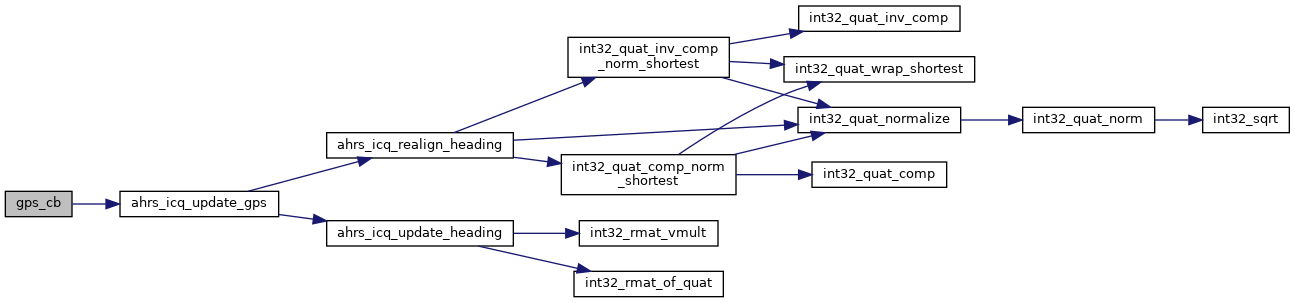 gps_cb
ahrs_icq_update_gps
ahrs_icq_realign_heading
ahrs_icq_update_heading
int32_quat_inv_comp
_norm_shortest
int32_quat_comp_norm
_shortest
int32_rmat_vmult
int32_rmat_of_quat
int32_quat_inv_comp
int32_quat_wrap_shortest
int32_quat_normalize
int32_quat_comp
int32_quat_norm
int32_sqrt